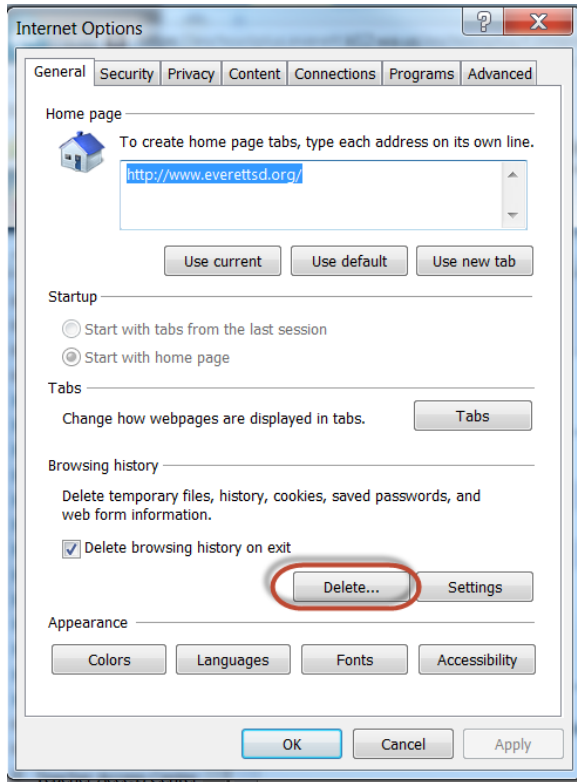 Internet Options
General Security Privacy Content Connections Programs Advanced
Home page
To create home page tabs, type each address on its own line.
http://www.everettsd.org/
Use current Use default Use new tab
Startup
Start with tabs from the last session
Start with home page
Tabs
Change how webpages are displayed in tabs. Tabs
Browsing history
Delete temporary files, history, cookies, saved passwords, and
web form information.
Delete browsing history on exit
Delete... Settings
Appearance
Colors Languages Fonts Accessibility
OK Cancel Apply